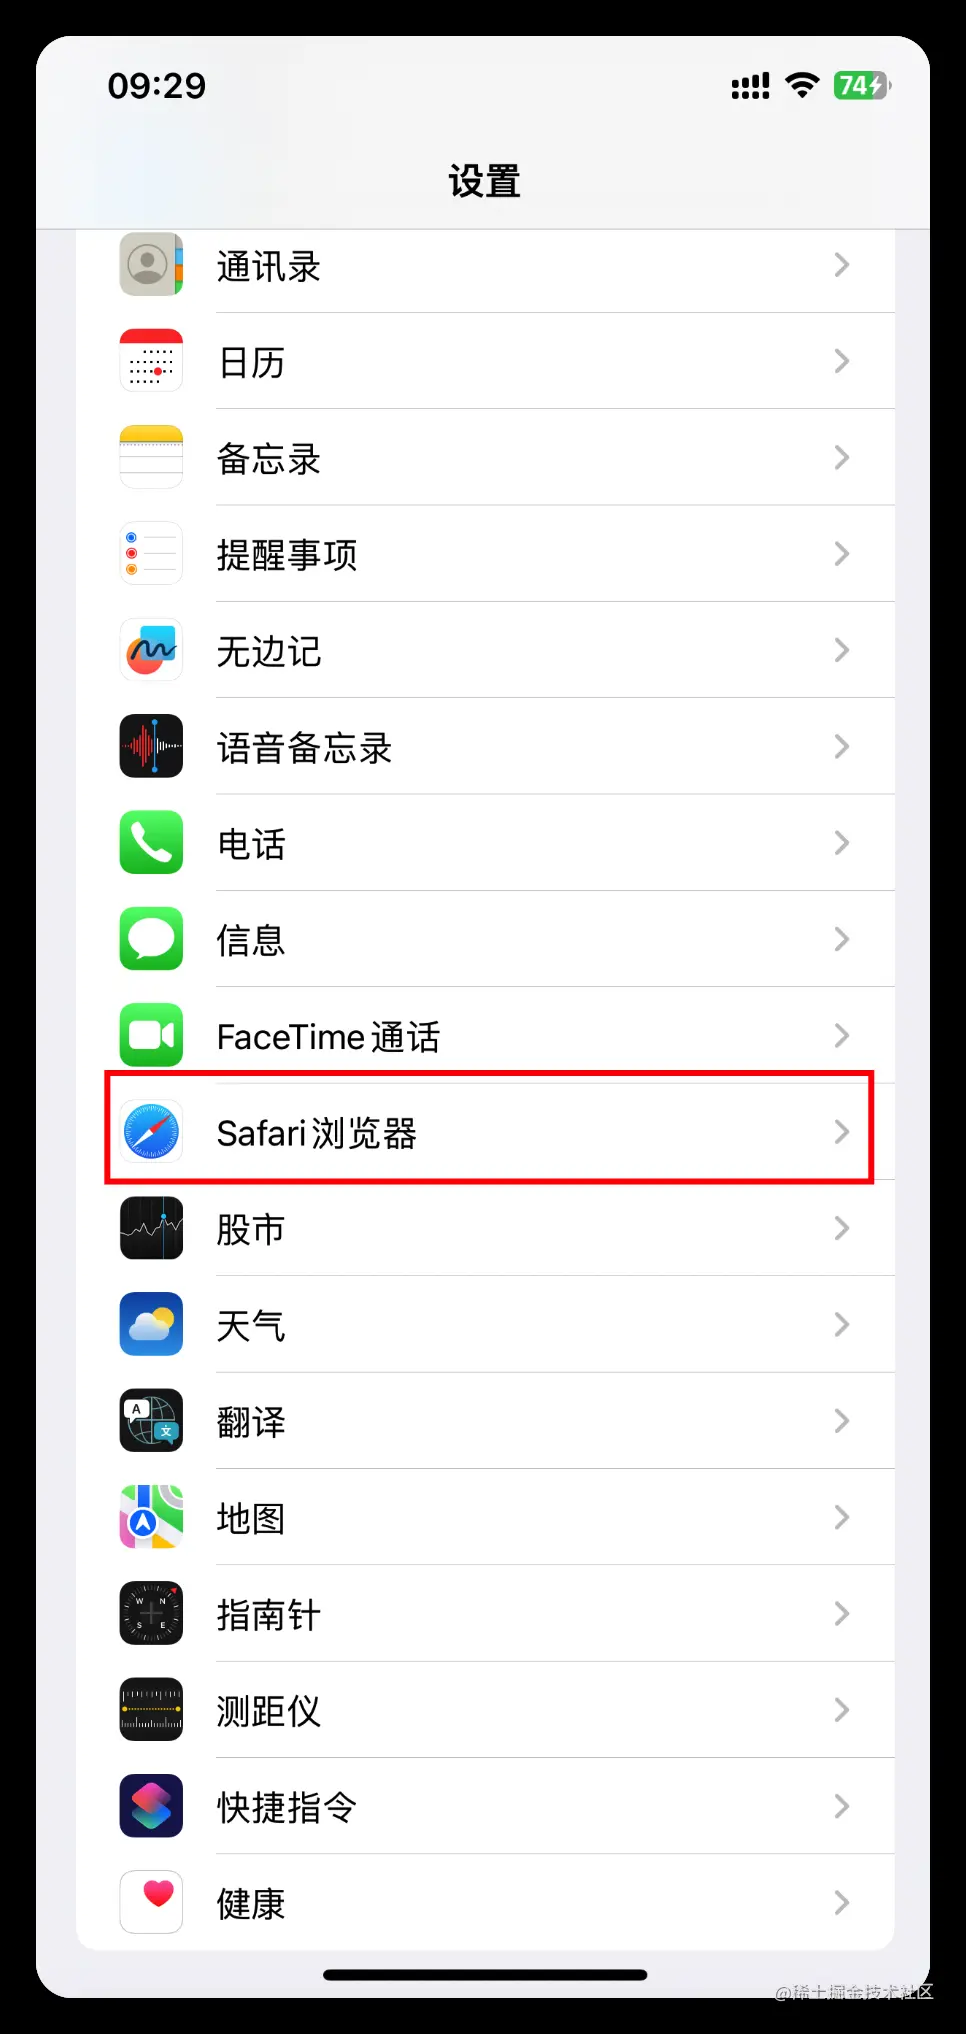 09:29
74
设置
通讯录
日历
备忘录
提醒事项
无边记
语音备忘录
电话
信息
FaceTime通话
Safari浏览器
股市
天气
A
文
翻译
地图
W N
S E
指南针
测距仪
快捷指令
健康
@稀土掘金技术社区